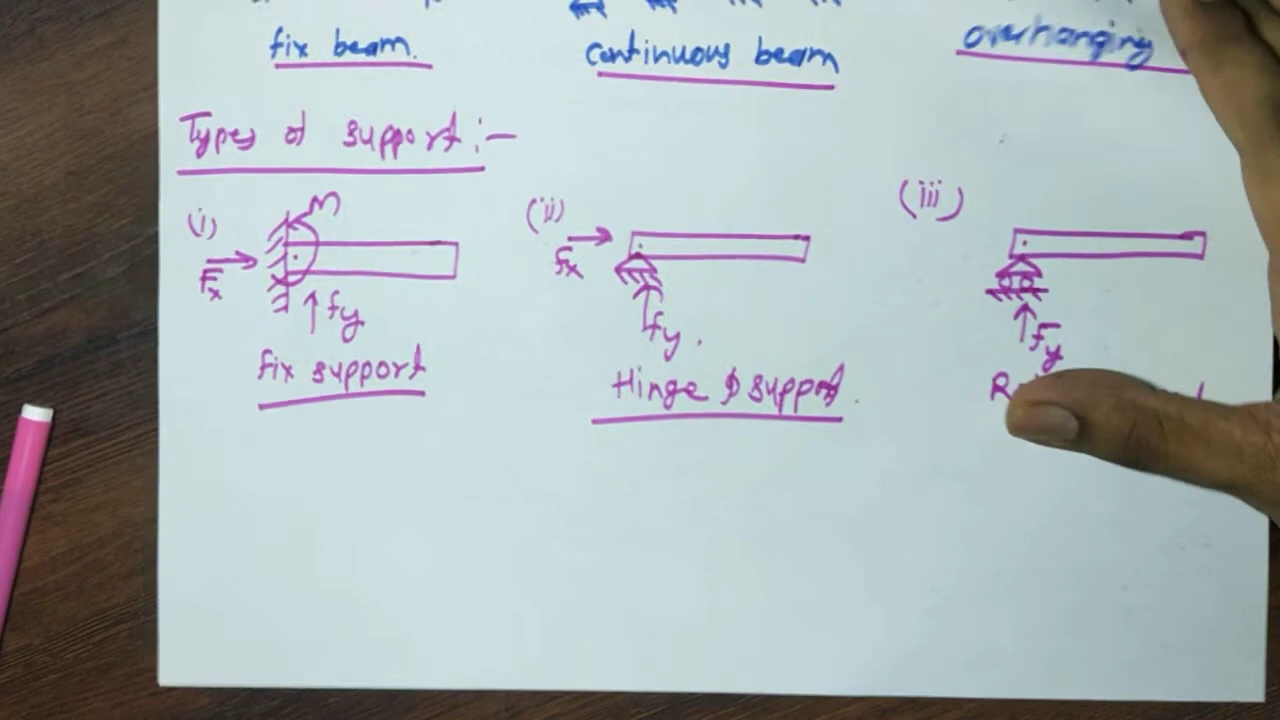 fix beam.
continuous beam
overhanging
Types of support :-
(i)
M
Fx
fy
fix support
(ii)
Fx
fy.
Hinge support.
(iii)
Fy